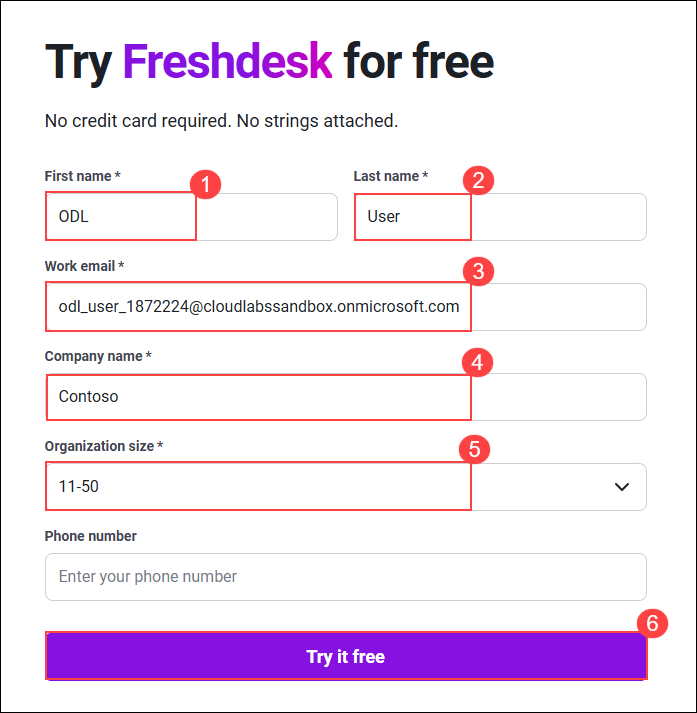 Try Freshdesk for free
No credit card required. No strings attached.
First name * 1 Last name * 2
ODL User
Work email * 3
odl_user_1872224@cloudlabssandbox.onmicrosoft.com
Company name * 4
Contoso
Organization size * 5
11-50
Phone number
Enter your phone number
6
Try it free